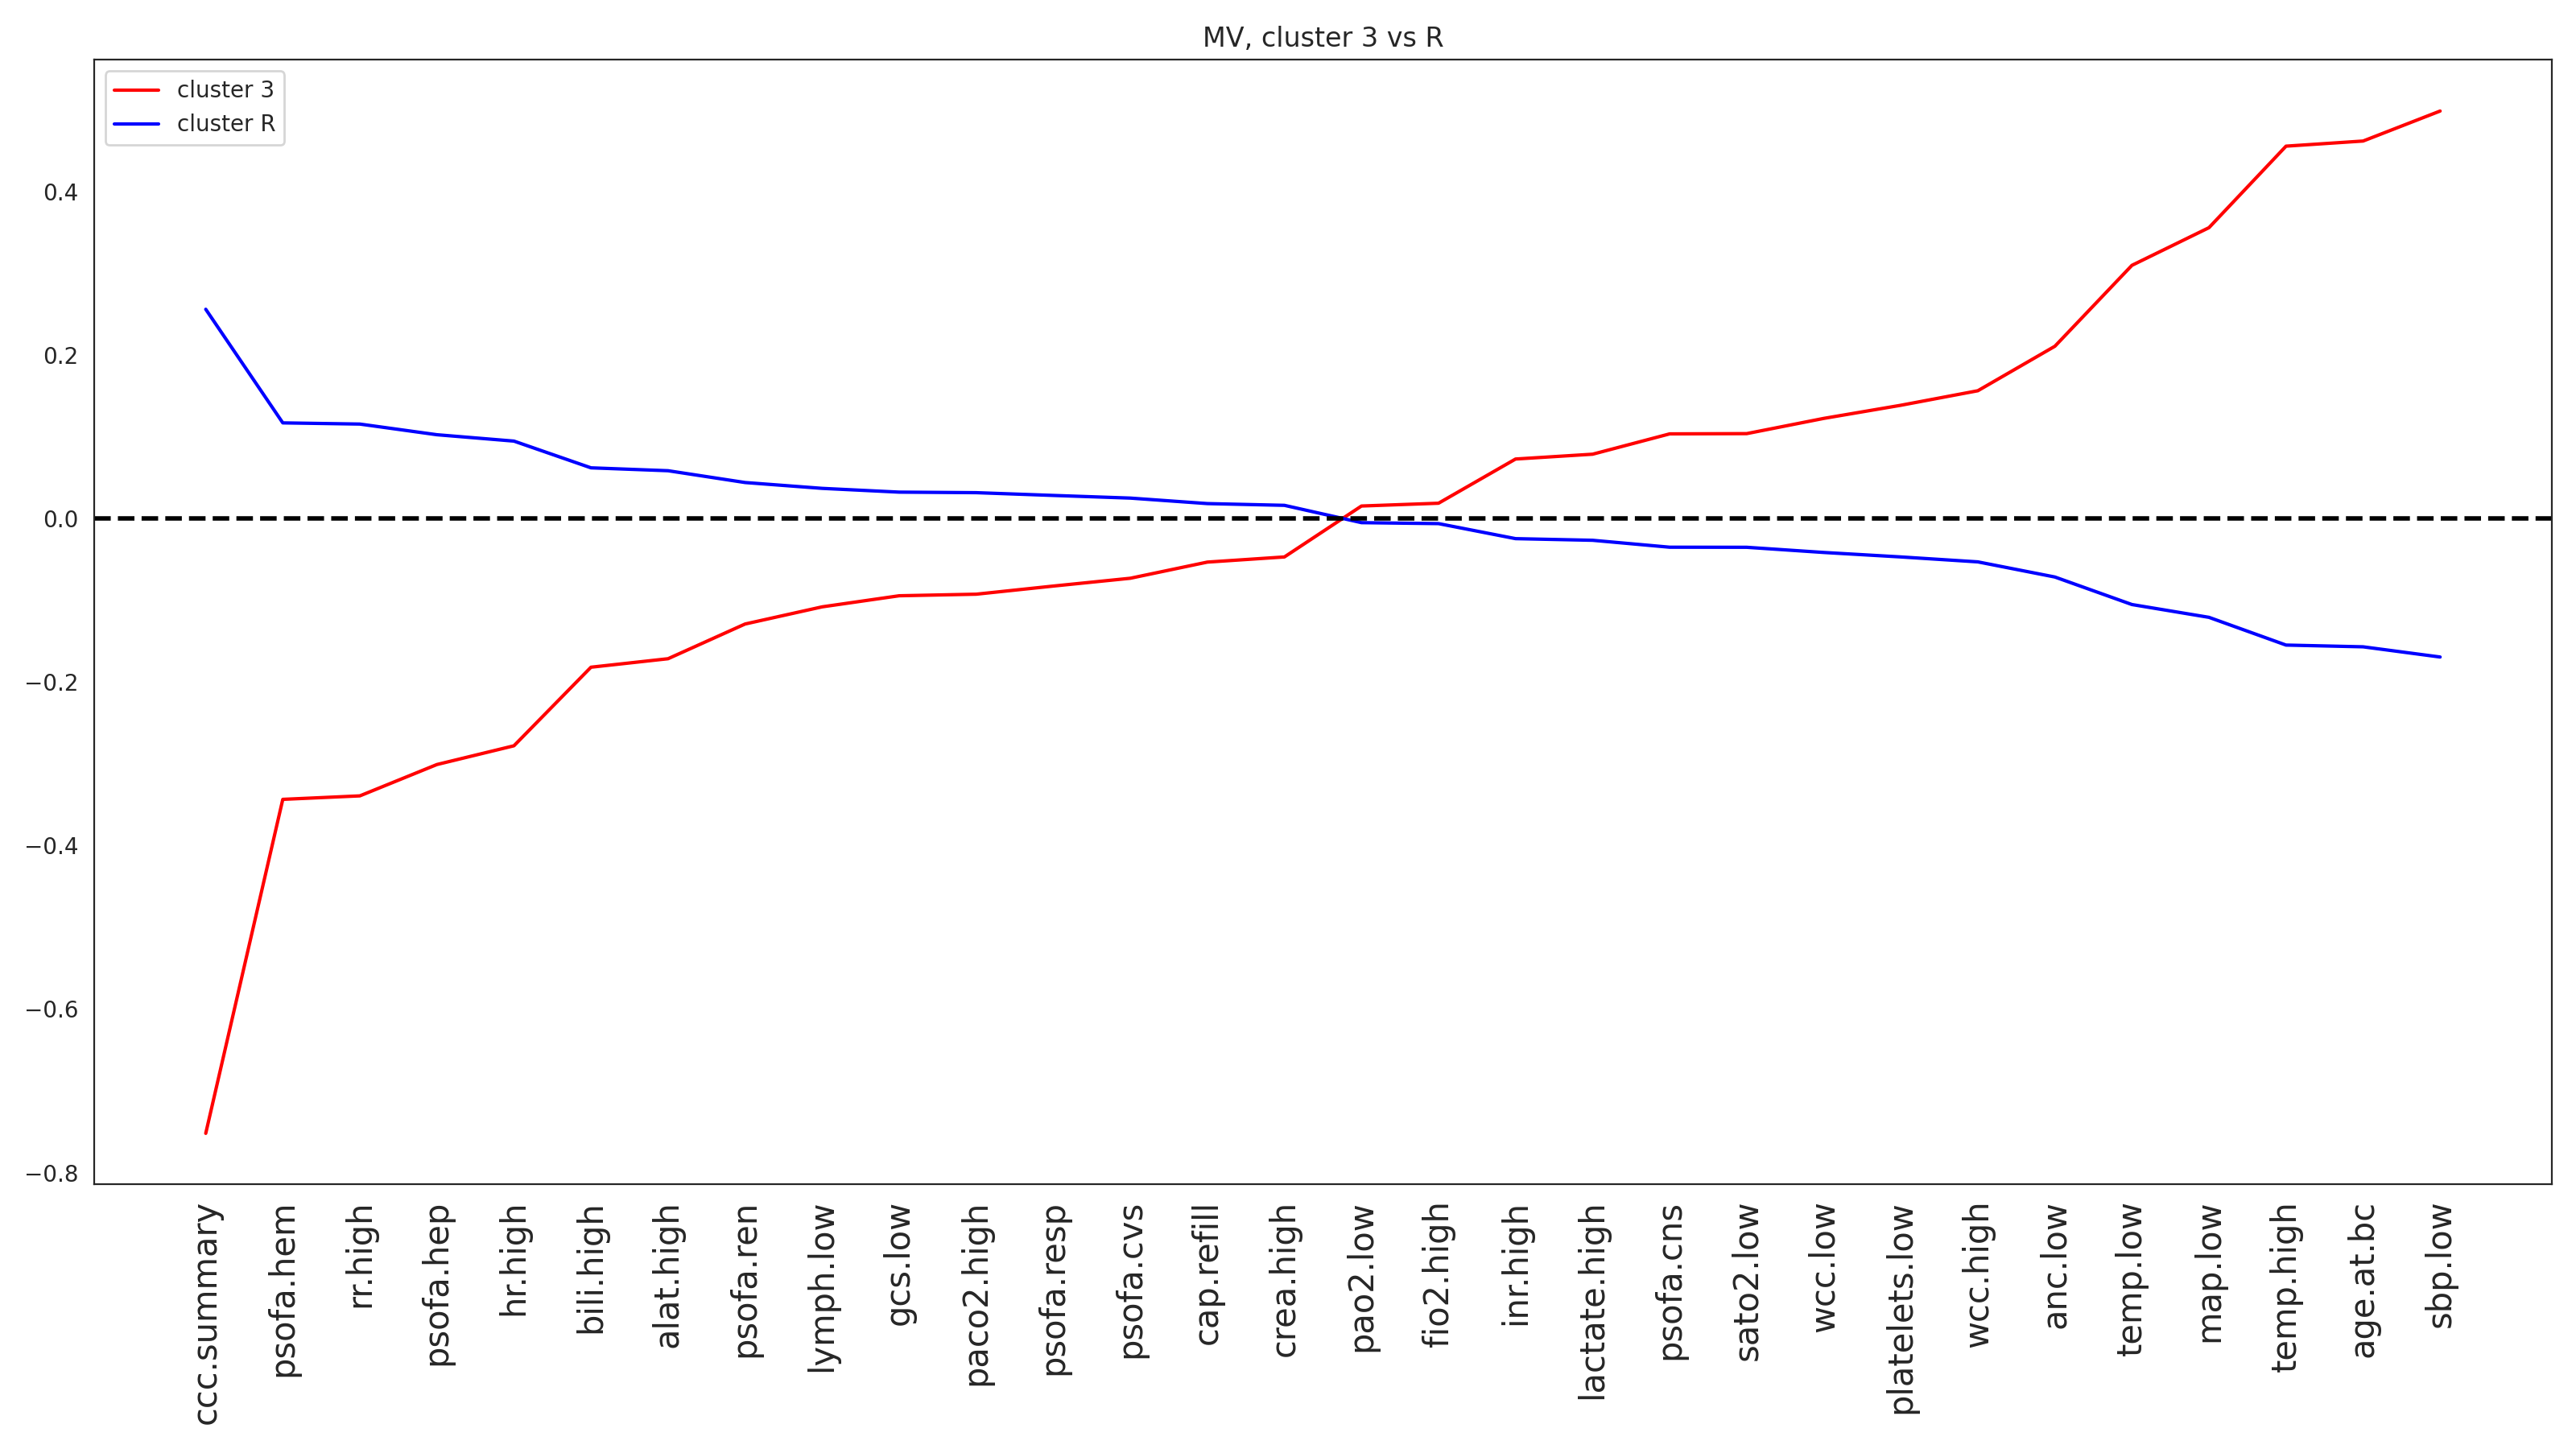 MV, cluster 3 vs R
cluster 3
cluster R
0.4
0.2
0.0
−0.2
−0.4
−0.6
−0.8
ccc.summary
psofa.hem
rr.high
psofa.hep
hr.high
bili.high
alat.high
psofa.ren
lymph.low
gcs.low
paco2.high
psofa.resp
psofa.cvs
cap.refill
crea.high
pao2.low
fio2.high
inr.high
lactate.high
psofa.cns
sato2.low
wcc.low
platelets.low
wcc.high
anc.low
temp.low
map.low
temp.high
age.at.bc
sbp.low